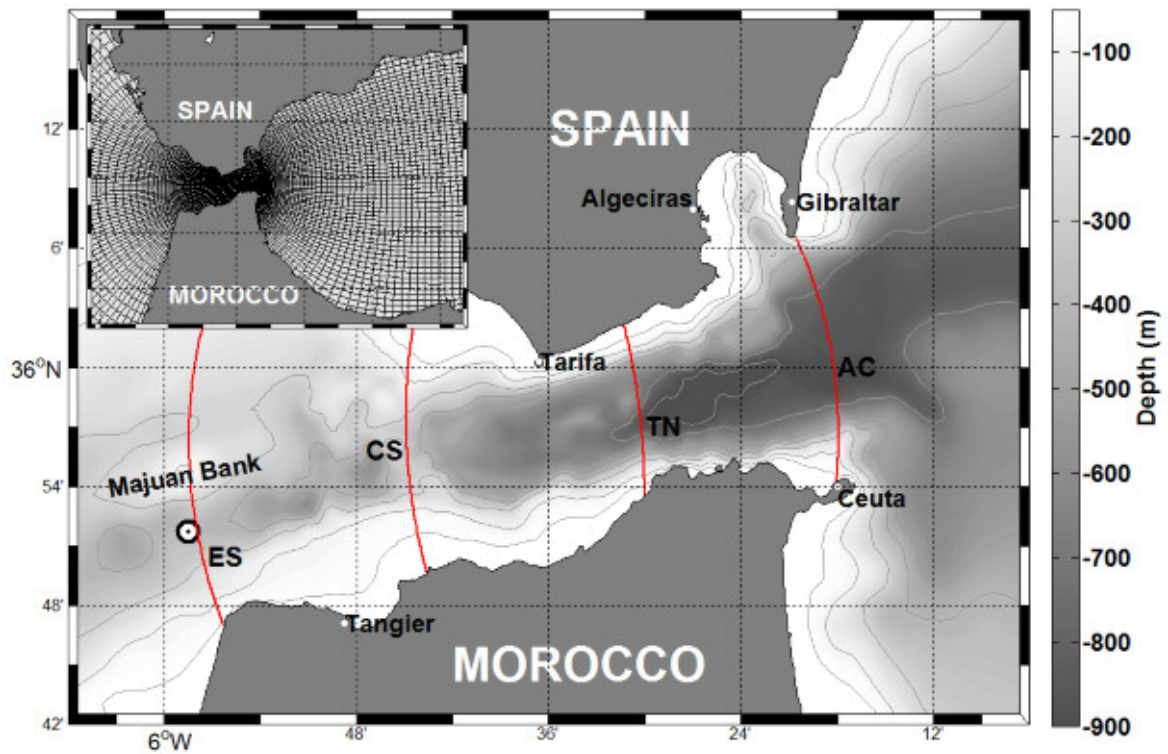 SPAIN
MOROCCO
SPAIN
Algeciras
Gibraltar
Tarifa
AC
TN
CS
Majuan Bank
ES
Ceuta
Tangier
MOROCCO
12'
6'
36°N
54'
48'
42'
6°W
48'
36'
24'
12'
-100
-200
-300
-400
-500
-600
-700
-800
-900
Depth (m)